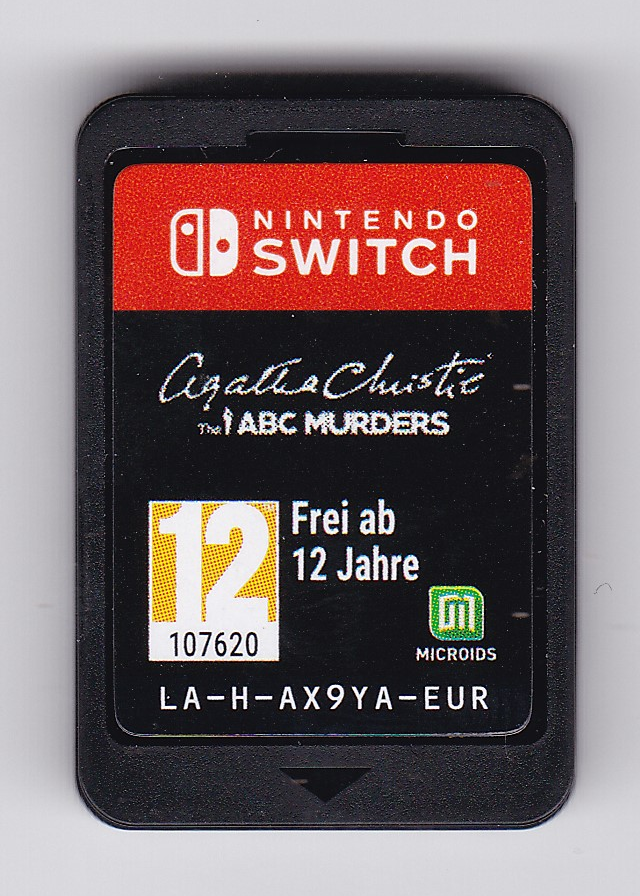 NINTENDO
SWITCH
Agatha Christie
The ABC MURDERS
12
107620
Frei ab
12 Jahre
MICROIDS
LA-H-AX9YA-EUR